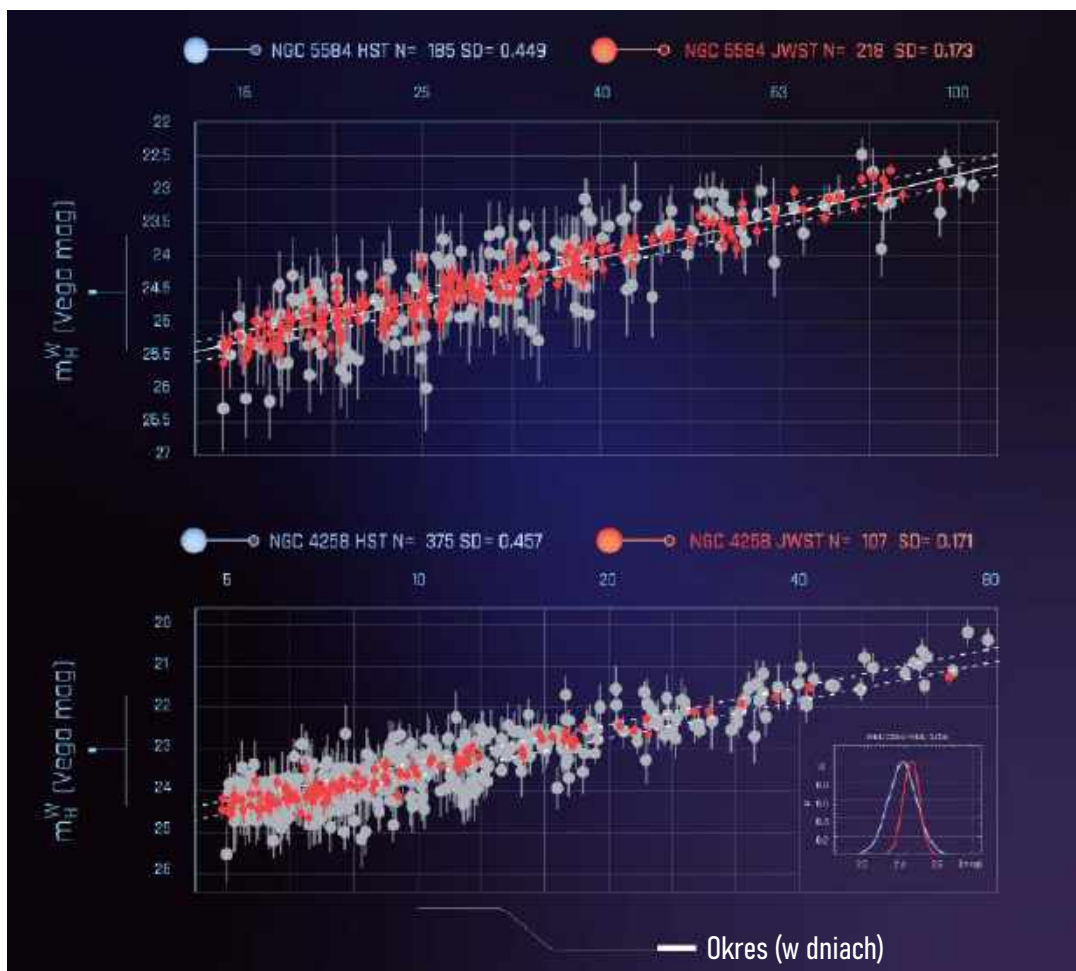 NGC 5584 HST N= 185 SD= 0.449 NGC 5584 JWST N= 218 SD= 0.173
16 25 40 63 100
22
22.5
23
23.5
24
24.5
25
25.5
26
26.5
27
m_H^W [Vega mag]
NGC 4258 HST N= 375 SD= 0.457 NGC 4258 JWST N= 107 SD= 0.171
5 10 20 40 80
20
21
22
23
24
25
26
m_H^W [Vega mag]
Okres (w dniach)